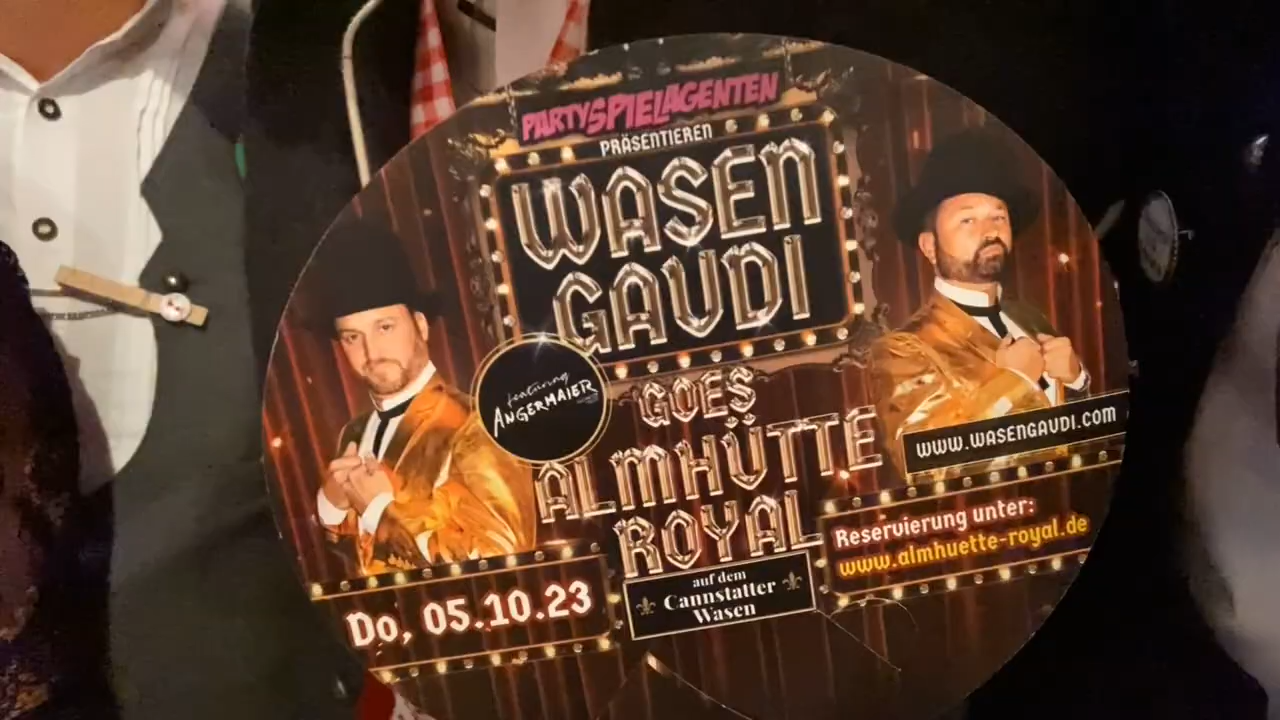 PARTYSPIELAGENTEN
PRÄSENTIEREN
WASEN
GAUDI
featuring
ANGERMAIER
GOES
ALMHÜTTE
ROYAL
auf dem
Cannstatter
Wasen
WWW.WASENGAUDI.COM
Reservierung unter:
www.almhuette-royal.de
Do, 05.10.23